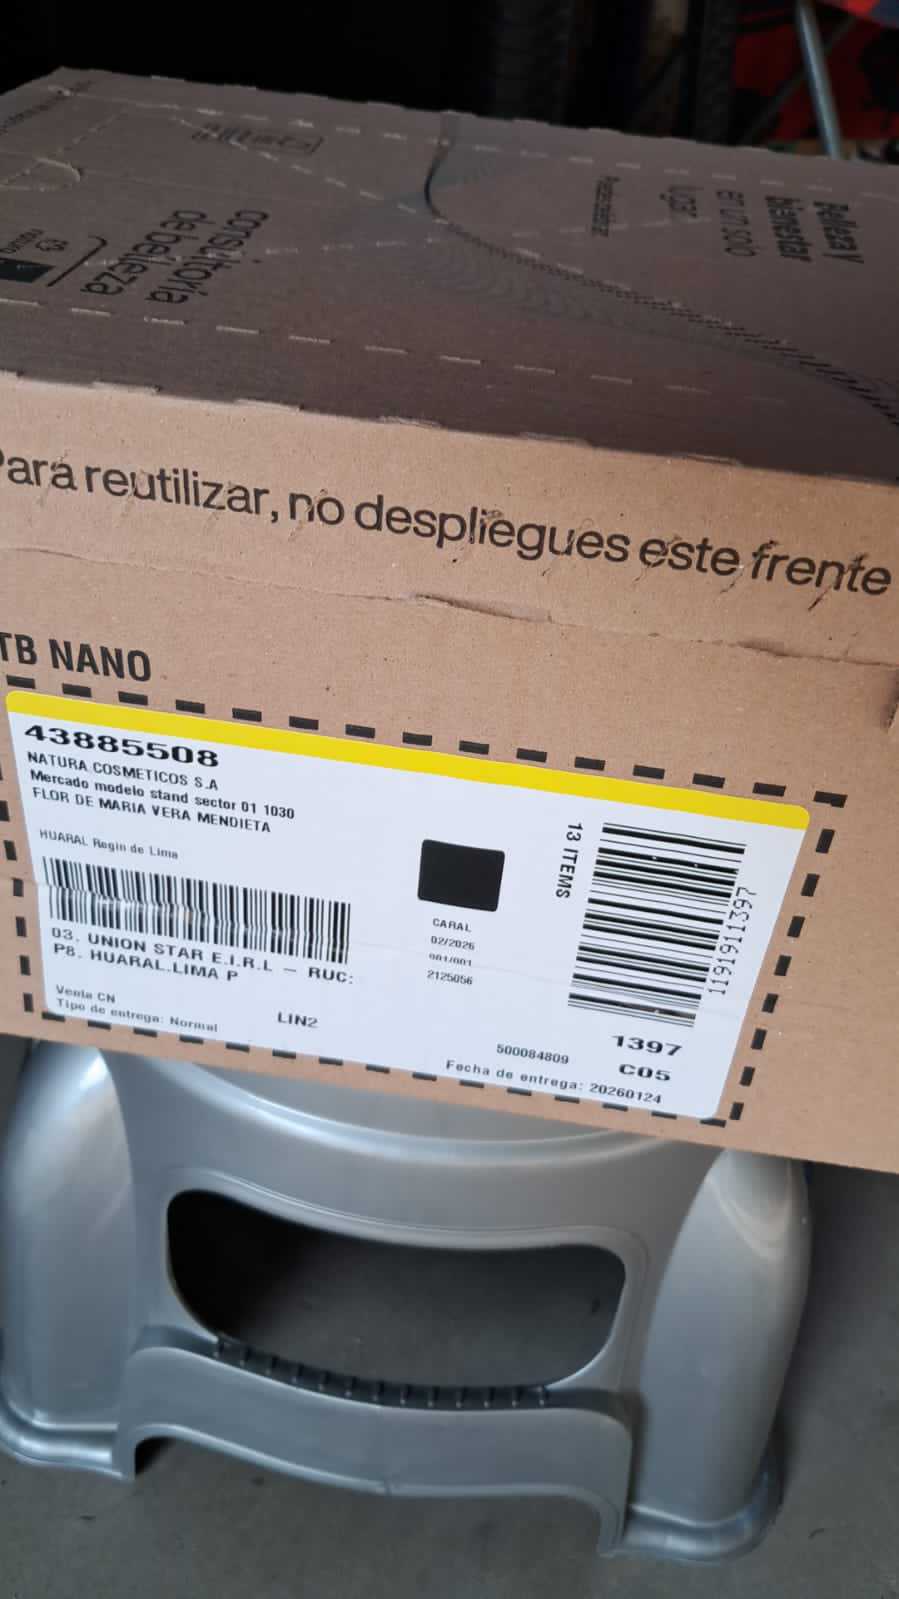 Belleza y
bienestar
en un solo
lugar
consultoría
de belleza
natura
Para reutilizar, no despliegues este frente
TB NANO
43885508
NATURA COSMETICOS S.A
Mercado modelo stand sector 01 1030
FLOR DE MARIA VERA MENDIETA
HUARAL Regin de Lima
03. UNION STAR E.I.R.L – RUC:
P8. HUARAL.LIMA P
Venta CN
Tipo de entrega: Normal
LIN2
CARAL
02/2026
001/001
2125056
13 ITEMS
1191911397
1397
C05
500084809
Fecha de entrega: 20260124